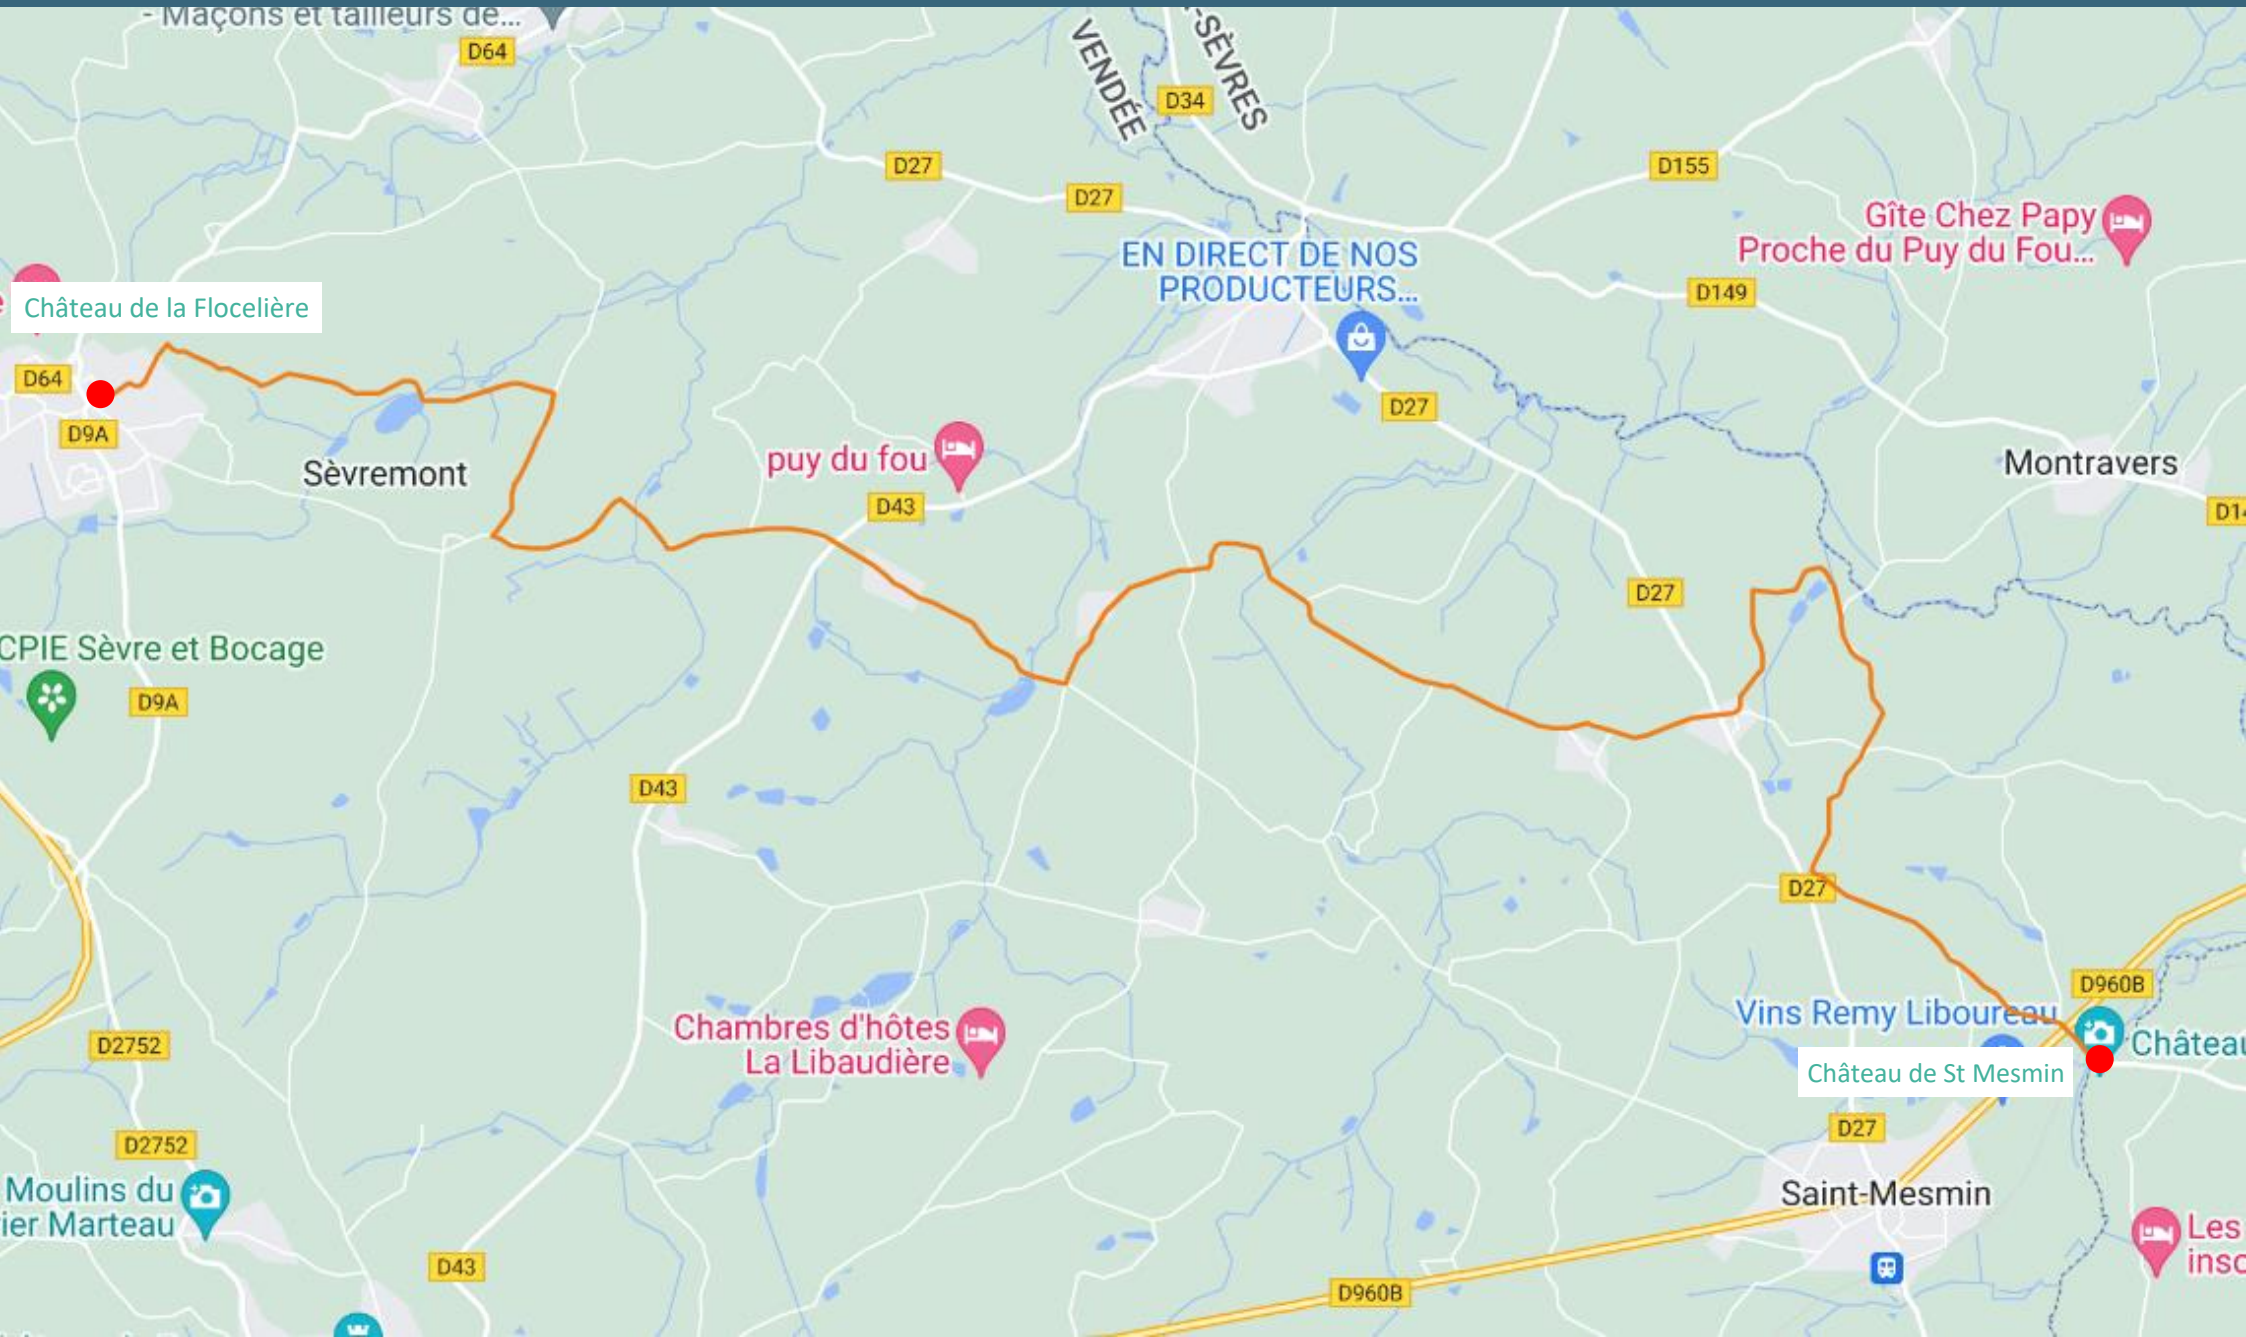 - Maçons et tailleurs de...
D64
VENDÉE
-SÈVRES
D34
D27
D27
D155
Gîte Chez Papy
Proche du Puy du Fou...
EN DIRECT DE NOS
PRODUCTEURS...
D149
Château de la Flocelière
D64
D9A
D27
Sèvremont
puy du fou
Montravers
D43
D14
D27
CPIE Sèvre et Bocage
D9A
D43
D27
D960B
Vins Remy Liboureau
Chambres d'hôtes
La Libaudière
Château
D2752
Château de St Mesmin
D27
D2752
Moulins du
ier Marteau
Saint-Mesmin
Les
inso
D43
D960B